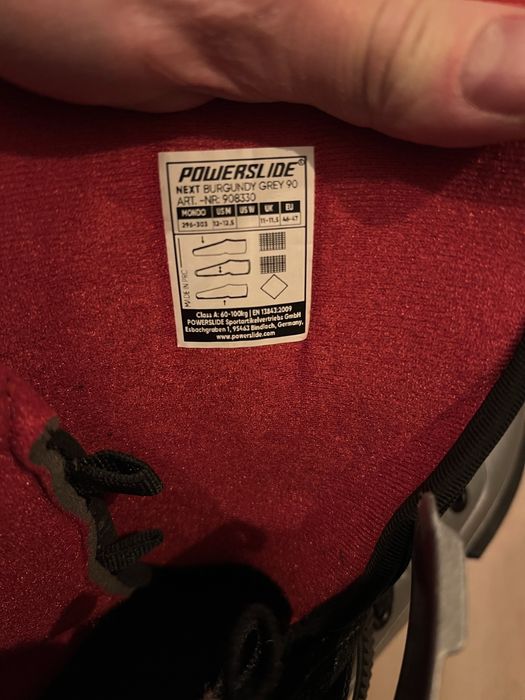 POWERSLIDE®
NEXT BURGUNDY GREY 90
ART. -NR: 908330
MONDO US M US W UK EU
296-303 12-12,5 11-11,5 46-47
MADE IN PRC
Class A: 60-100kg | EN 13843:2009
POWERSLIDE Sportartikelvertriebs GmbH
Esbachgraben 1, 95463 Bindlach, Germany,
www.powerslide.com